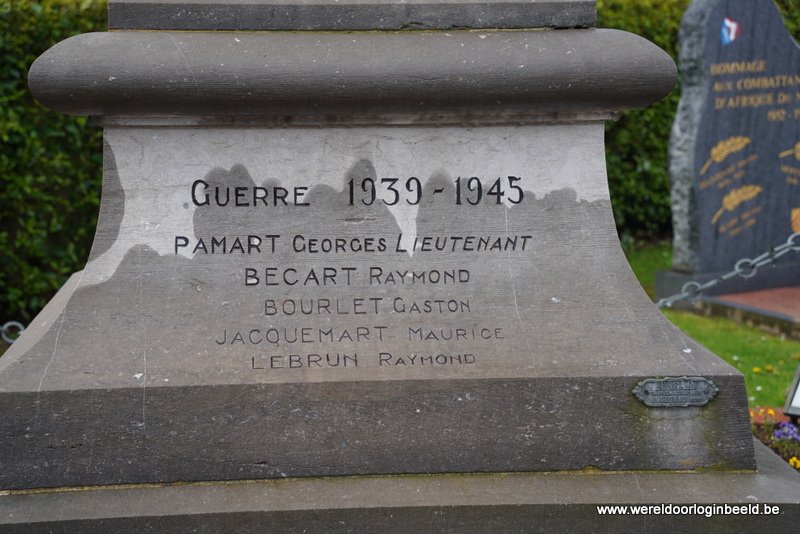 GUERRE 1939-1945
PAMART GEORGES LIEUTENANT
BECART RAYMOND
BOURLET GASTON
JACQUEMART MAURICE
LEBRUN RAYMOND
HOMMAGE
AUX COMBATTANTS
D'AFRIQUE DU
1952 -
www.wereldoorloginbeeld.be